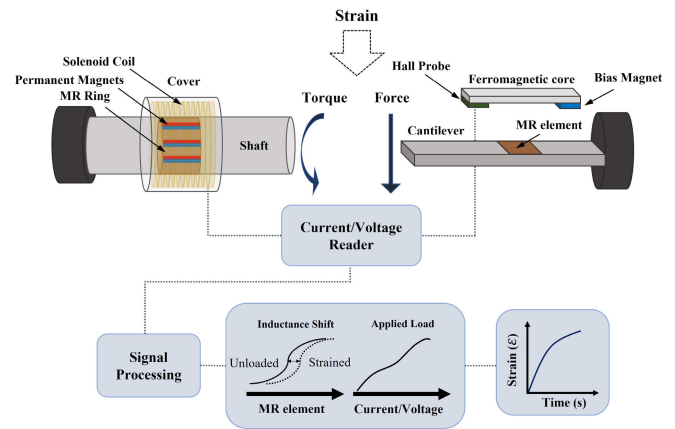 Strain
Solenoid Coil
Permanent Magnets
MR Ring
Cover
Shaft
Torque
Force
Hall Probe
Ferromagnetic core
Bias Magnet
Cantilever
MR element
Current/Voltage
Reader
Signal
Processing
Inductance Shift
Unloaded
Strained
MR element
Applied Load
Current/Voltage
Strain (ℰ)
Time (s)